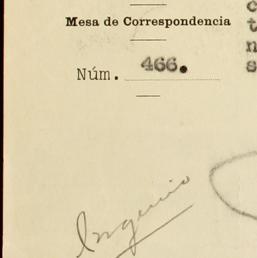 Mesa de Correspondencia
Núm. 466.
Ingenio